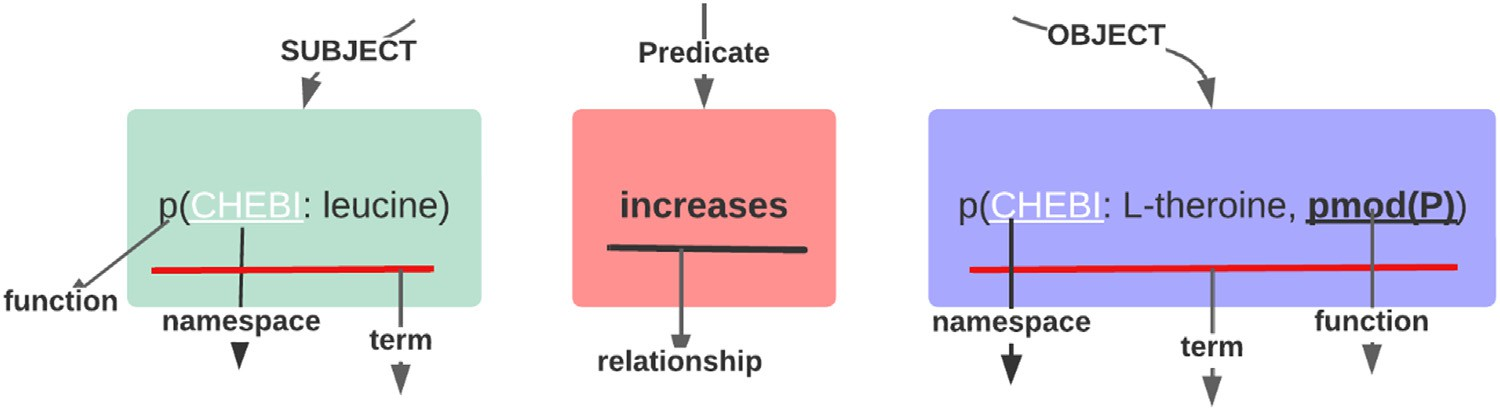 SUBJECT
Predicate
OBJECT
p(CHEBI: leucine)
increases
p(CHEBI: L-theroine, pmod(P))
function
namespace
term
relationship
namespace
term
function